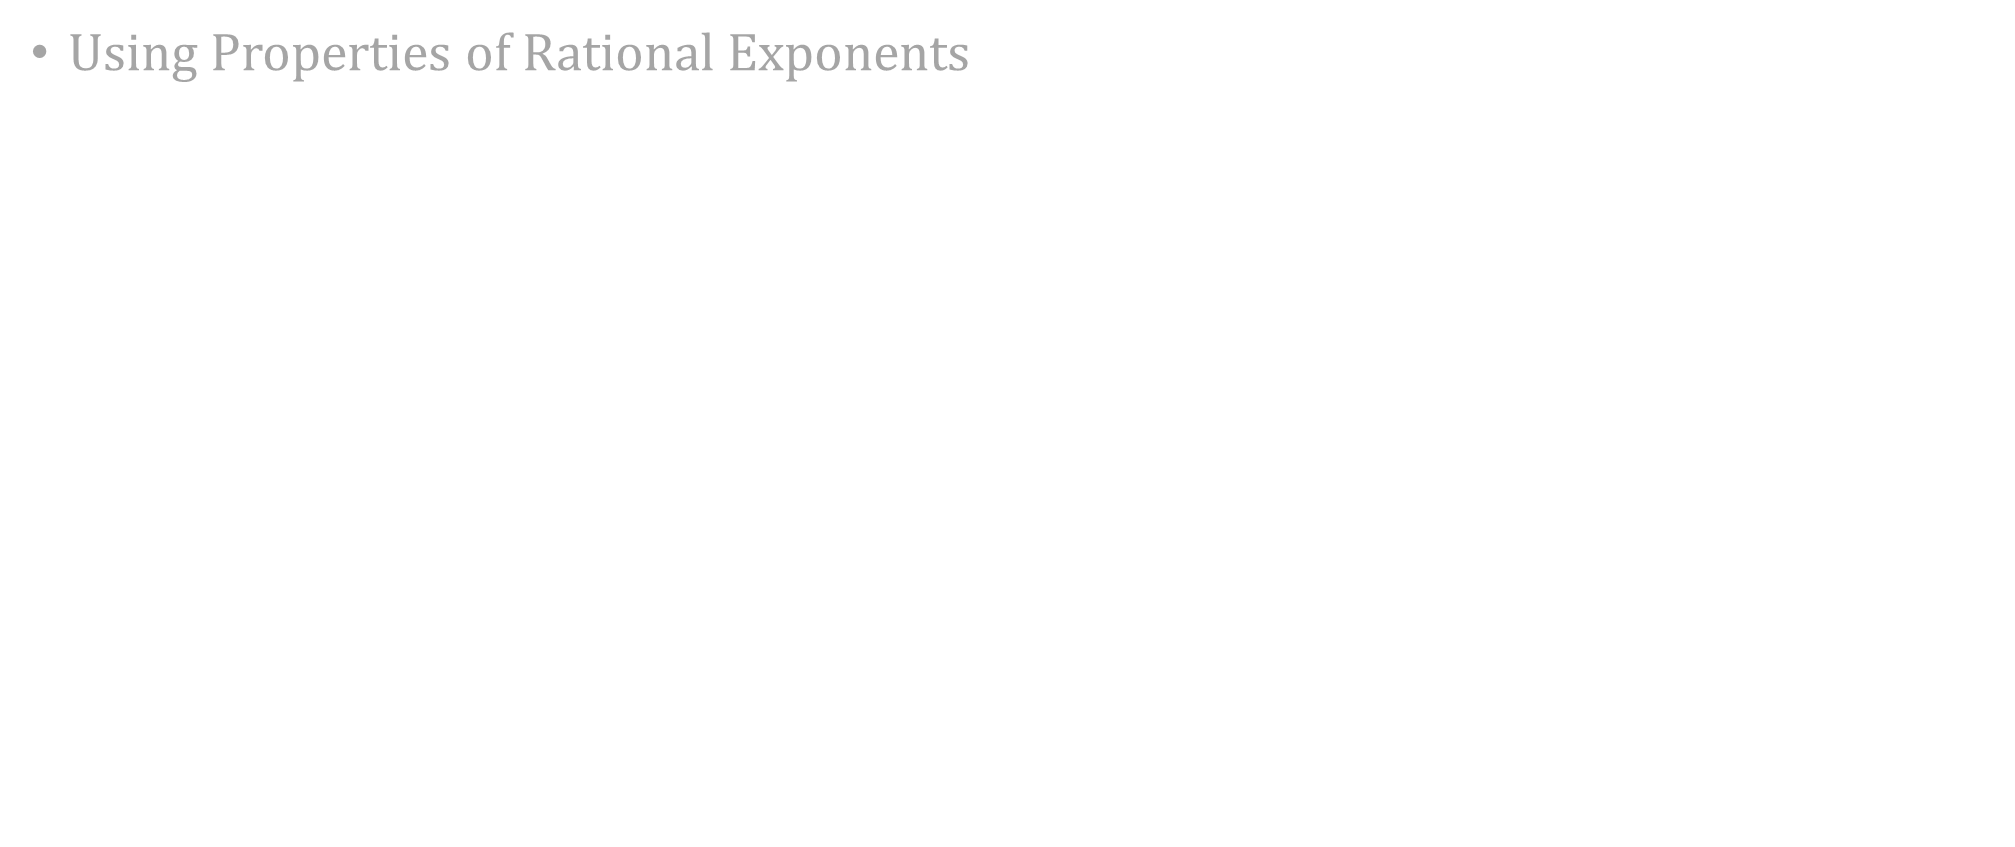 • Using Properties of Rational Exponents